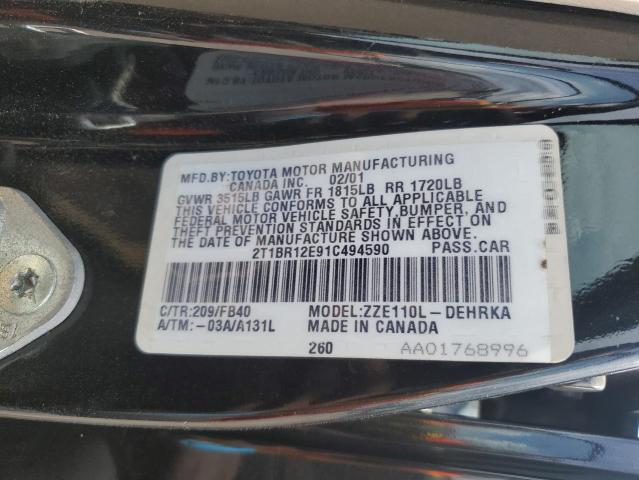 MFD.BY:TOYOTA MOTOR MANUFACTURING
CANADA INC. 02/01
GVWR 3515LB GAWR FR 1815LB RR 1720LB
THIS VEHICLE CONFORMS TO ALL APPLICABLE
FEDERAL MOTOR VEHICLE SAFETY,BUMPER, AND
THEFT PREVENTION STANDARDS IN EFFECT ON
THE DATE OF MANUFACTURE SHOWN ABOVE.
2T1BR12E91C494590 PASS.CAR
C/TR:209/FB40 MODEL:ZZE110L-DEHRKA
A/TM:-03A/A131L MADE IN CANADA
260 AA01768996